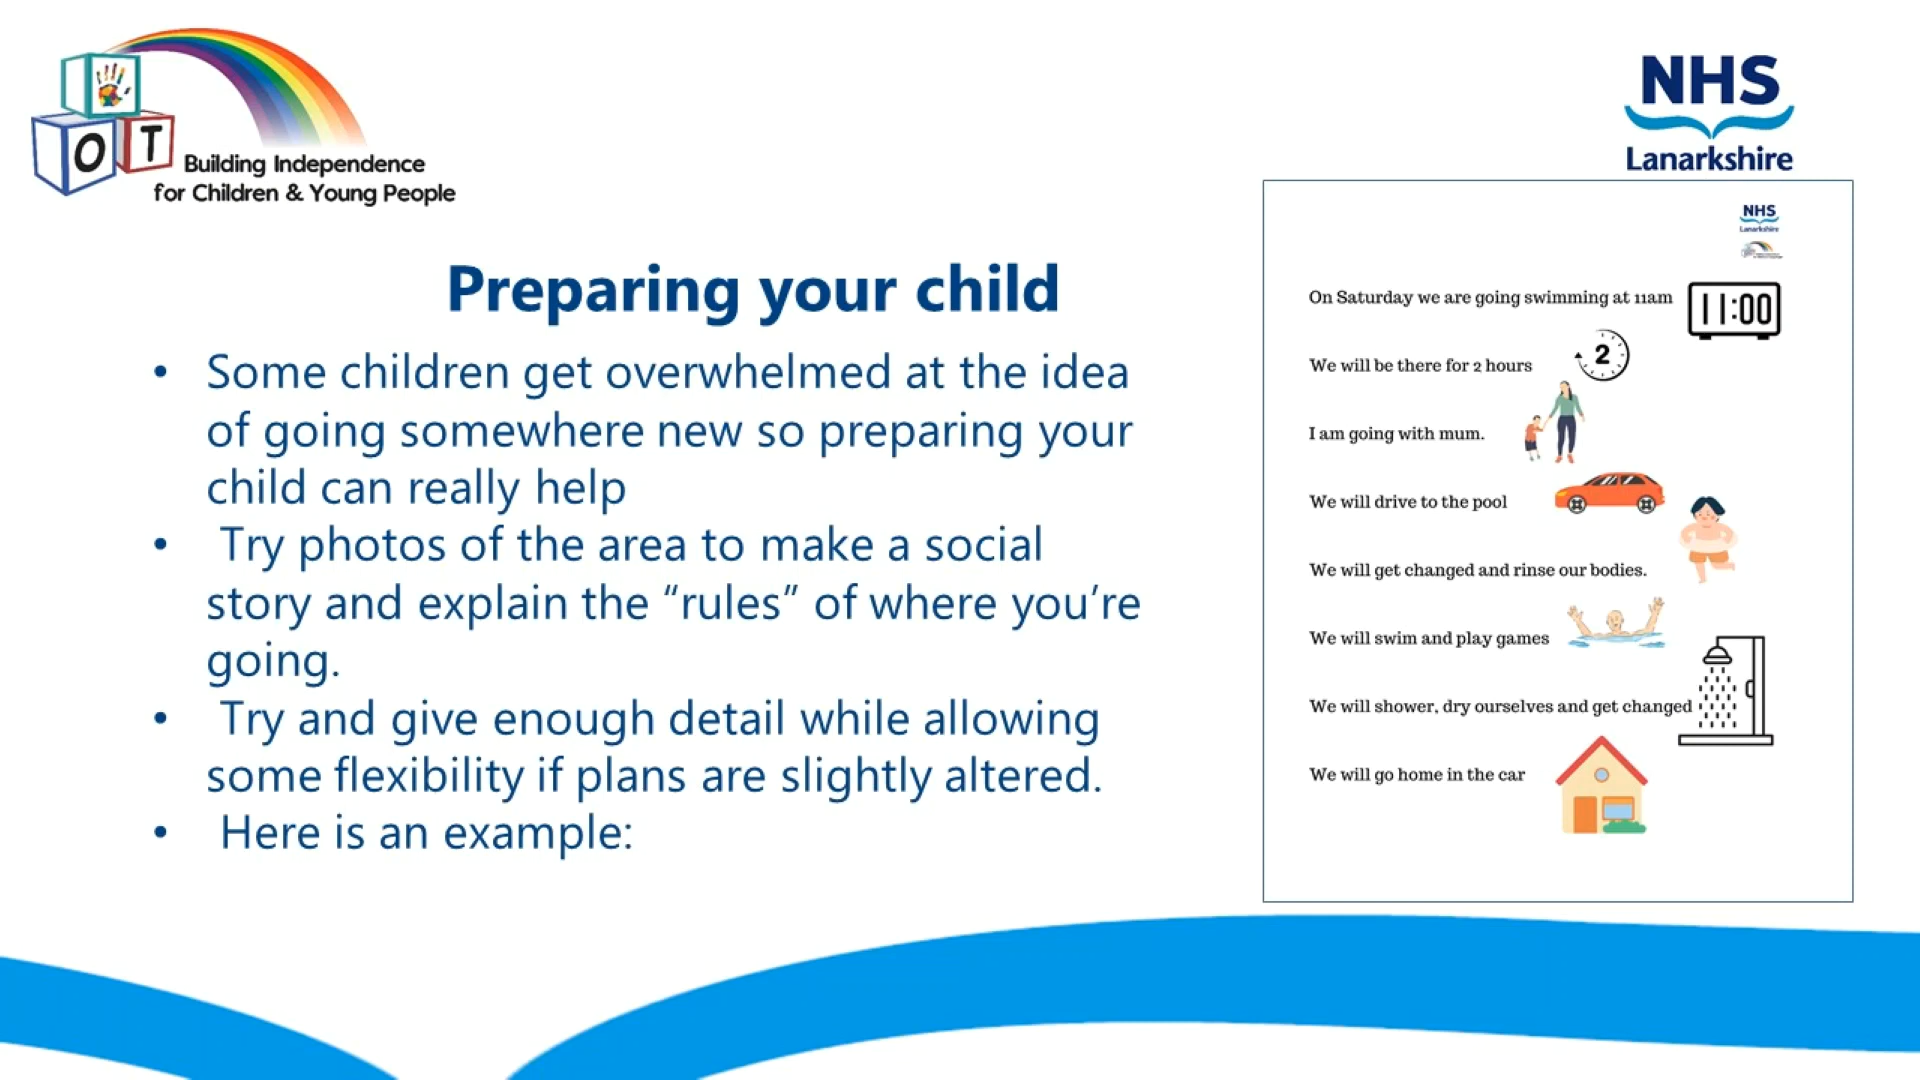 O T
Building Independence
for Children & Young People
NHS
Lanarkshire
Preparing your child
• Some children get overwhelmed at the idea
of going somewhere new so preparing your
child can really help
• Try photos of the area to make a social
story and explain the “rules” of where you’re
going.
• Try and give enough detail while allowing
some flexibility if plans are slightly altered.
• Here is an example:
NHS
Lanarkshire
On Saturday we are going swimming at 11am
11:00
We will be there for 2 hours
2
I am going with mum.
We will drive to the pool
We will get changed and rinse our bodies.
We will swim and play games
We will shower, dry ourselves and get changed
We will go home in the car